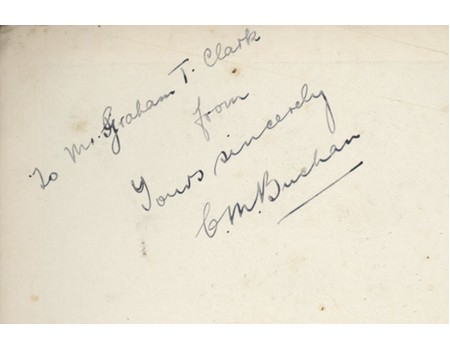 To Mr. Graham T. Clark
from
Yours sincerely
C.M. Buchan